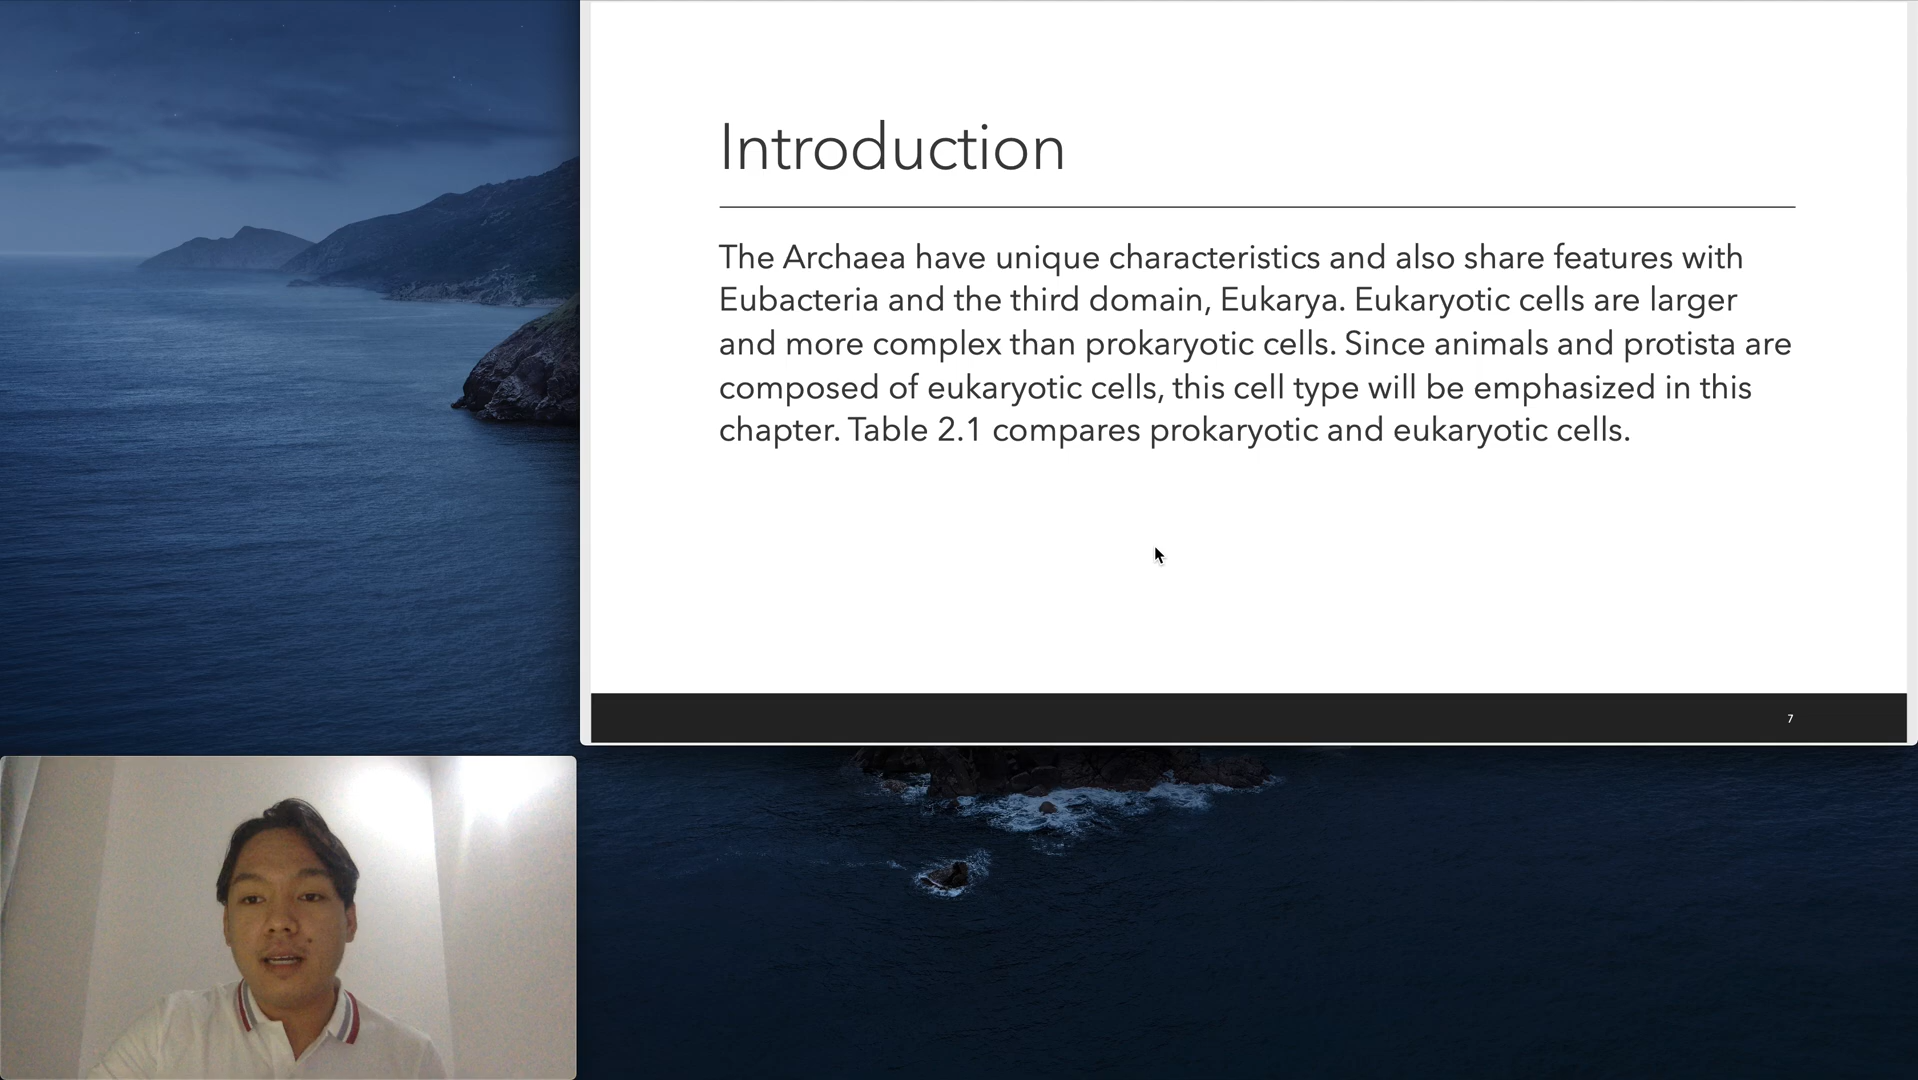 Introduction
The Archaea have unique characteristics and also share features with
Eubacteria and the third domain, Eukarya. Eukaryotic cells are larger
and more complex than prokaryotic cells. Since animals and protista are
composed of eukaryotic cells, this cell type will be emphasized in this
chapter. Table 2.1 compares prokaryotic and eukaryotic cells.
7